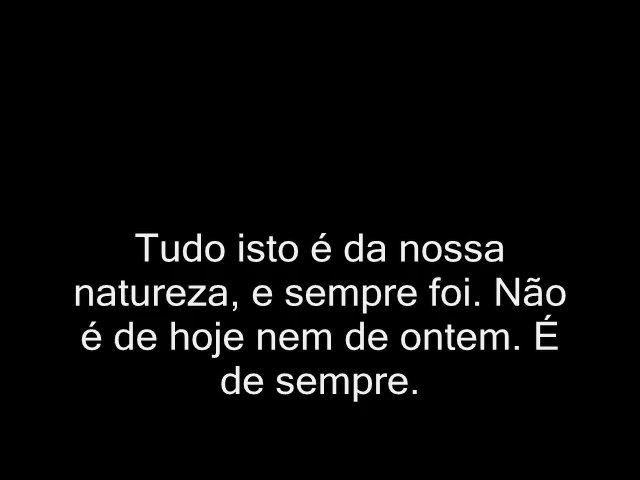 Tudo isto é da nossa
natureza, e sempre foi. Não
é de hoje nem de ontem. É
de sempre.